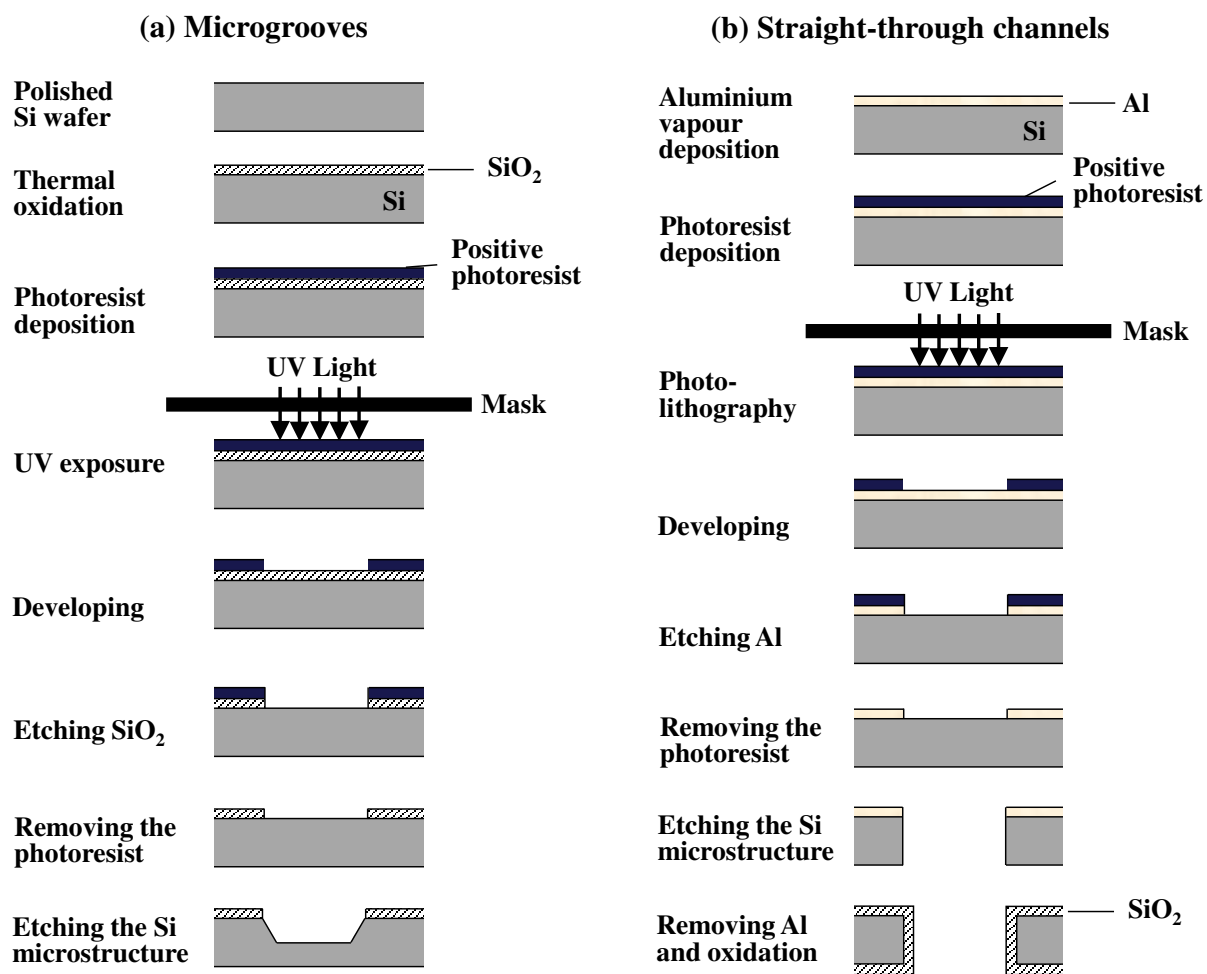 (a) Microgrooves
Polished
Si wafer
Thermal
oxidation
SiO₂
Si
Photoresist
deposition
Positive
photoresist
UV Light
Mask
UV exposure
Developing
Etching SiO₂
Removing the
photoresist
Etching the Si
microstructure
(b) Straight-through channels
Aluminium
vapour
deposition
Al
Si
Photoresist
deposition
Positive
photoresist
UV Light
Mask
Photo-
lithography
Developing
Etching Al
Removing the
photoresist
Etching the Si
microstructure
Removing Al
and oxidation
SiO₂